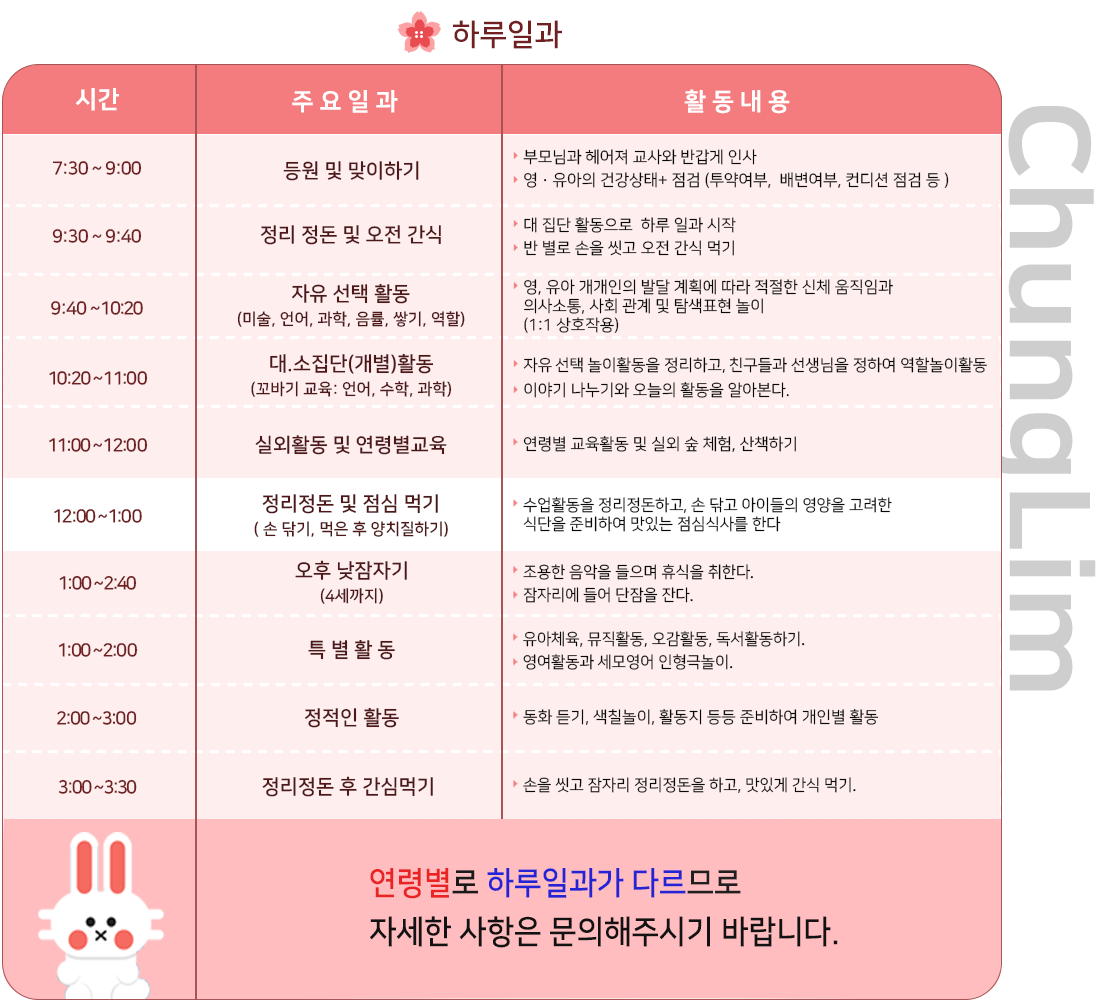 하루일과
시간
주 요 일 과
활 동 내 용
7:30 ~ 9:00
등원 및 맞이하기
부모님과 헤어져 교사와 반갑게 인사
영 · 유아의 건강상태+ 점검 (투약여부, 배변여부, 컨디션 점검 등 )
9:30 ~ 9:40
정리 정돈 및 오전 간식
대 집단 활동으로 하루 일과 시작
반 별로 손을 씻고 오전 간식 먹기
9:40 ~10:20
자유 선택 활동
(미술, 언어, 과학, 음률, 쌓기, 역할)
영, 유아 개개인의 발달 계획에 따라 적절한 신체 움직임과
의사소통, 사회 관계 및 탐색표현 놀이
(1:1 상호작용)
10:20 ~11:00
대.소집단(개별)활동
(꼬바기 교육: 언어, 수학, 과학)
자유 선택 놀이활동을 정리하고, 친구들과 선생님을 정하여 역할놀이활동
이야기 나누기와 오늘의 활동을 알아본다.
11:00 ~12:00
실외활동 및 연령별교육
연령별 교육활동 및 실외 숲 체험, 산책하기
12:00 ~1:00
정리정돈 및 점심 먹기
( 손 닦기, 먹은 후 양치질하기)
수업활동을 정리정돈하고, 손 닦고 아이들의 영양을 고려한
식단을 준비하여 맛있는 점심식사를 한다
1:00 ~2:40
오후 낮잠자기
(4세까지)
조용한 음악을 들으며 휴식을 취한다.
잠자리에 들어 단잠을 잔다.
1:00 ~2:00
특 별 활 동
유아체육, 뮤직활동, 오감활동, 독서활동하기.
영여활동과 세모영어 인형극놀이.
2:00 ~3:00
정적인 활동
동화 듣기, 색칠놀이, 활동지 등등 준비하여 개인별 활동
3:00 ~3:30
정리정돈 후 간심먹기
손을 씻고 잠자리 정리정돈을 하고, 맛있게 간식 먹기.
연령별로 하루일과가 다르므로
자세한 사항은 문의해주시기 바랍니다.
ChungLim